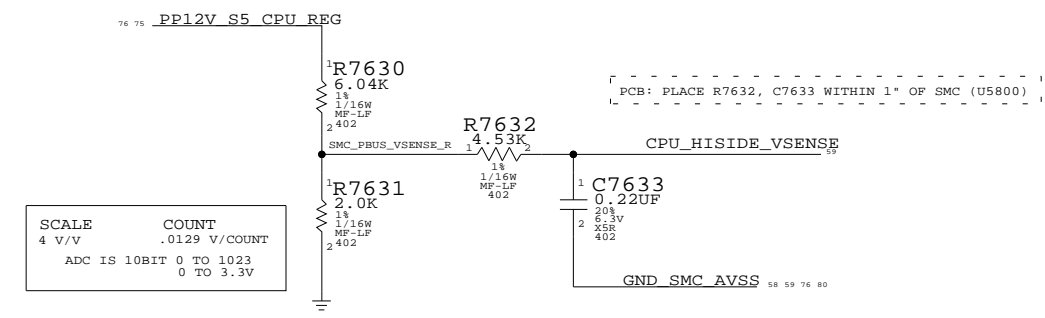 76 75 PP12V_S5_CPU_REG
1
R7630
6.04K
1%
1/16W
MF-LF
402
2
PCB: PLACE R7632, C7633 WITHIN 1" OF SMC (U5800)
SMC_PBUS_VSENSE_R
R7632
4.53K
1 2
1%
1/16W
MF-LF
402
CPU_HISIDE_VSENSE 59
1
R7631
2.0K
1%
1/16W
MF-LF
402
2
1
C7633
0.22UF
20%
6.3V
X5R
402
2
SCALE COUNT
4 V/V .0129 V/COUNT
ADC IS 10BIT 0 TO 1023
0 TO 3.3V
GND_SMC_AVSS 58 59 76 80